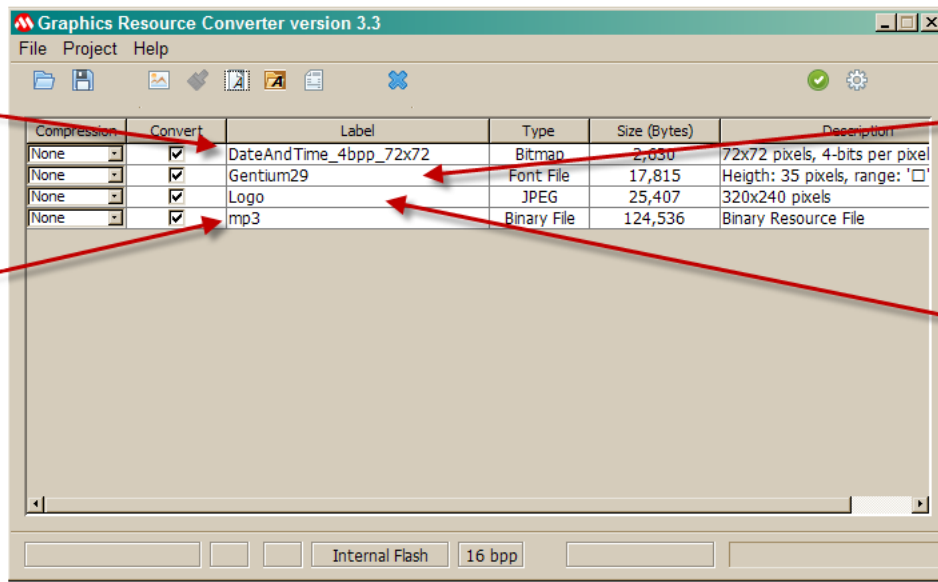 Graphics Resource Converter version 3.3
File Project Help
Compression Convert Label Type Size (Bytes) Description
None DateAndTime_4bpp_72x72 Bitmap 2,630 72x72 pixels, 4-bits per pixel
None Gentium29 Font File 17,815 Heigth: 35 pixels, range: '□'
None Logo JPEG 25,407 320x240 pixels
None mp3 Binary File 124,536 Binary Resource File
Internal Flash 16 bpp